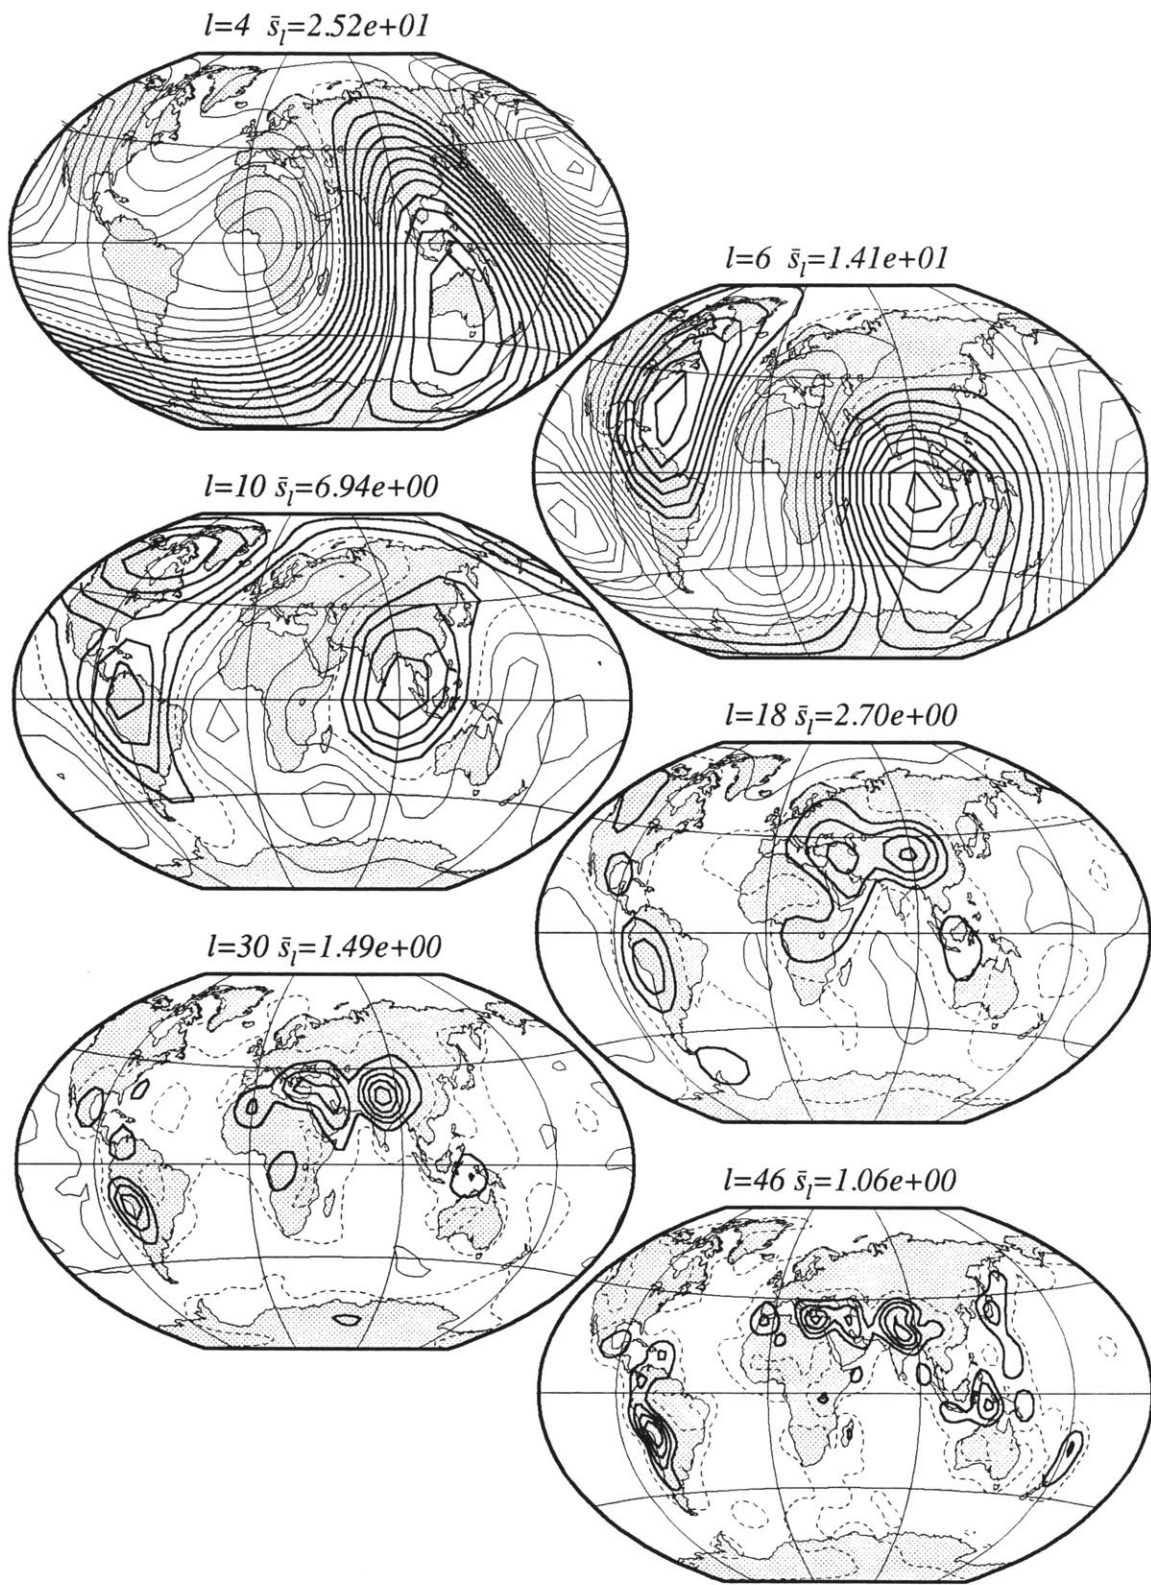 l=4 s̄ₗ=2.52e+01
l=6 s̄ₗ=1.41e+01
l=10 s̄ₗ=6.94e+00
l=18 s̄ₗ=2.70e+00
l=30 s̄ₗ=1.49e+00
l=46 s̄ₗ=1.06e+00